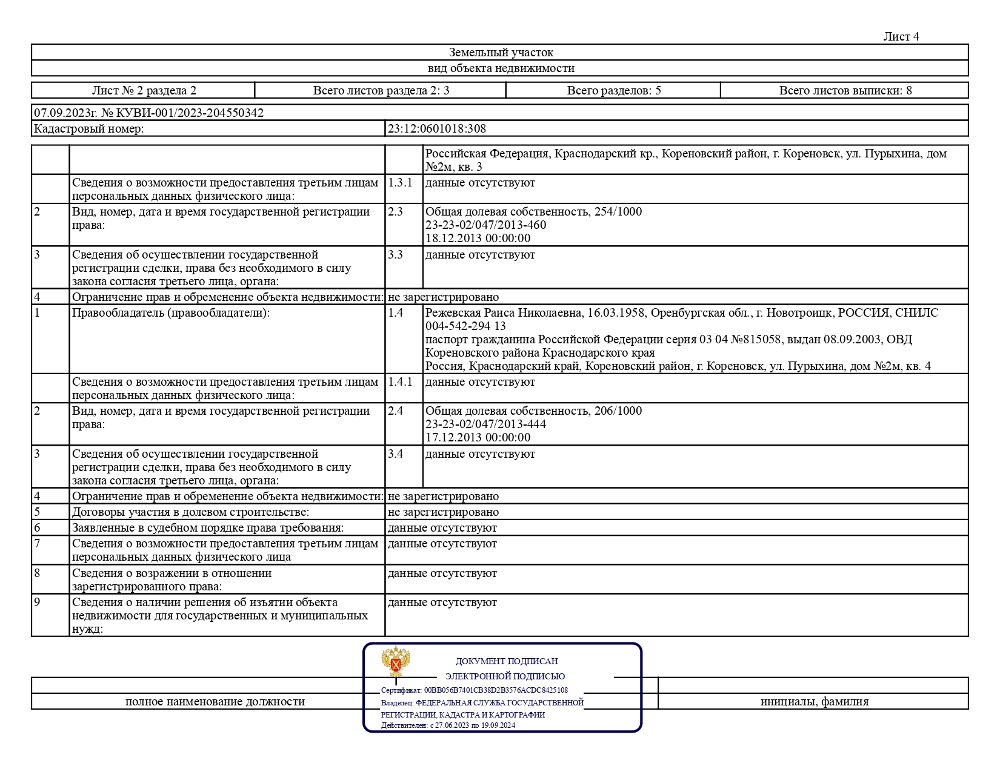 Лист 4
Земельный участок
вид объекта недвижимости
Лист № 2 раздела 2
Всего листов раздела 2: 3
Всего разделов: 5
Всего листов выписки: 8
07.09.2023г. № КУВИ-001/2023-204550342
Кадастровый номер:
23:12:0601018:308
Российская Федерация, Краснодарский кр., Кореновский район, г. Кореновск, ул. Пурыхина, дом
№2м, кв. 3
Сведения о возможности предоставления третьим лицам
персональных данных физического лица:
1.3.1
данные отсутствуют
2
Вид, номер, дата и время государственной регистрации
права:
2.3
Общая долевая собственность, 254/1000
23-23-02/047/2013-460
18.12.2013 00:00:00
3
Сведения об осуществлении государственной
регистрации сделки, права без необходимого в силу
закона согласия третьего лица, органа:
3.3
данные отсутствуют
4
Ограничение прав и обременение объекта недвижимости:
не зарегистрировано
1
Правообладатель (правообладатели):
1.4
Режевская Раиса Николаевна, 16.03.1958, Оренбургская обл., г. Новотроицк, РОССИЯ, СНИЛС
004-542-294 13
паспорт гражданина Российской Федерации серия 03 04 №815058, выдан 08.09.2003, ОВД
Кореновского района Краснодарского края
Россия, Краснодарский край, Кореновский район, г. Кореновск, ул. Пурыхина, дом №2м, кв. 4
Сведения о возможности предоставления третьим лицам
персональных данных физического лица:
1.4.1
данные отсутствуют
2
Вид, номер, дата и время государственной регистрации
права:
2.4
Общая долевая собственность, 206/1000
23-23-02/047/2013-444
17.12.2013 00:00:00
3
Сведения об осуществлении государственной
регистрации сделки, права без необходимого в силу
закона согласия третьего лица, органа:
3.4
данные отсутствуют
4
Ограничение прав и обременение объекта недвижимости:
не зарегистрировано
5
Договоры участия в долевом строительстве:
не зарегистрировано
6
Заявленные в судебном порядке права требования:
данные отсутствуют
7
Сведения о возможности предоставления третьим лицам
персональных данных физического лица
данные отсутствуют
8
Сведения о возражении в отношении
зарегистрированного права:
данные отсутствуют
9
Сведения о наличии решения об изъятии объекта
недвижимости для государственных и муниципальных
нужд:
данные отсутствуют
ДОКУМЕНТ ПОДПИСАН
ЭЛЕКТРОННОЙ ПОДПИСЬЮ
Сертификат: 00BB056B7401CB38D2B3576ACDC8425108
Владелец: ФЕДЕРАЛЬНАЯ СЛУЖБА ГОСУДАРСТВЕННОЙ
РЕГИСТРАЦИИ, КАДАСТРА И КАРТОГРАФИИ
Действителен: с 27.06.2023 по 19.09.2024
полное наименование должности
инициалы, фамилия